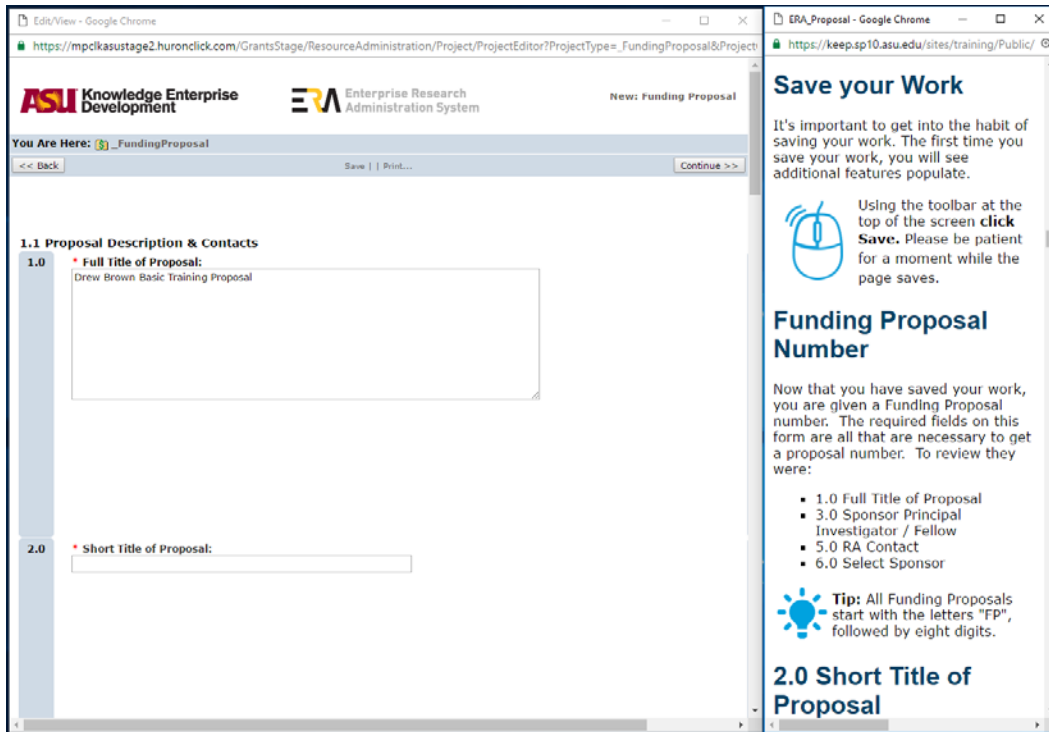 Edit/View - Google Chrome
https://mpclkasustage2.huronclick.com/GrantsStage/ResourceAdministration/Project/ProjectEditor?ProjectType=_FundingProposal&Project
ASU Knowledge Enterprise
Development
ERA Enterprise Research
Administration System
New: Funding Proposal
You Are Here: _FundingProposal
<< Back
Save | | Print...
Continue >>
1.1 Proposal Description & Contacts
1.0
* Full Title of Proposal:
Drew Brown Basic Training Proposal
2.0
* Short Title of Proposal:
ERA_Proposal - Google Chrome
https://keep.sp10.asu.edu/sites/training/Public/
Save your Work
It's important to get into the habit of
saving your work. The first time you
save your work, you will see
additional features populate.
Using the toolbar at the
top of the screen click
Save. Please be patient
for a moment while the
page saves.
Funding Proposal
Number
Now that you have saved your work,
you are given a Funding Proposal
number. The required fields on this
form are all that are necessary to get
a proposal number. To review they
were:
▪ 1.0 Full Title of Proposal
▪ 3.0 Sponsor Principal
Investigator / Fellow
▪ 5.0 RA Contact
▪ 6.0 Select Sponsor
Tip: All Funding Proposals
start with the letters "FP",
followed by eight digits.
2.0 Short Title of
Proposal